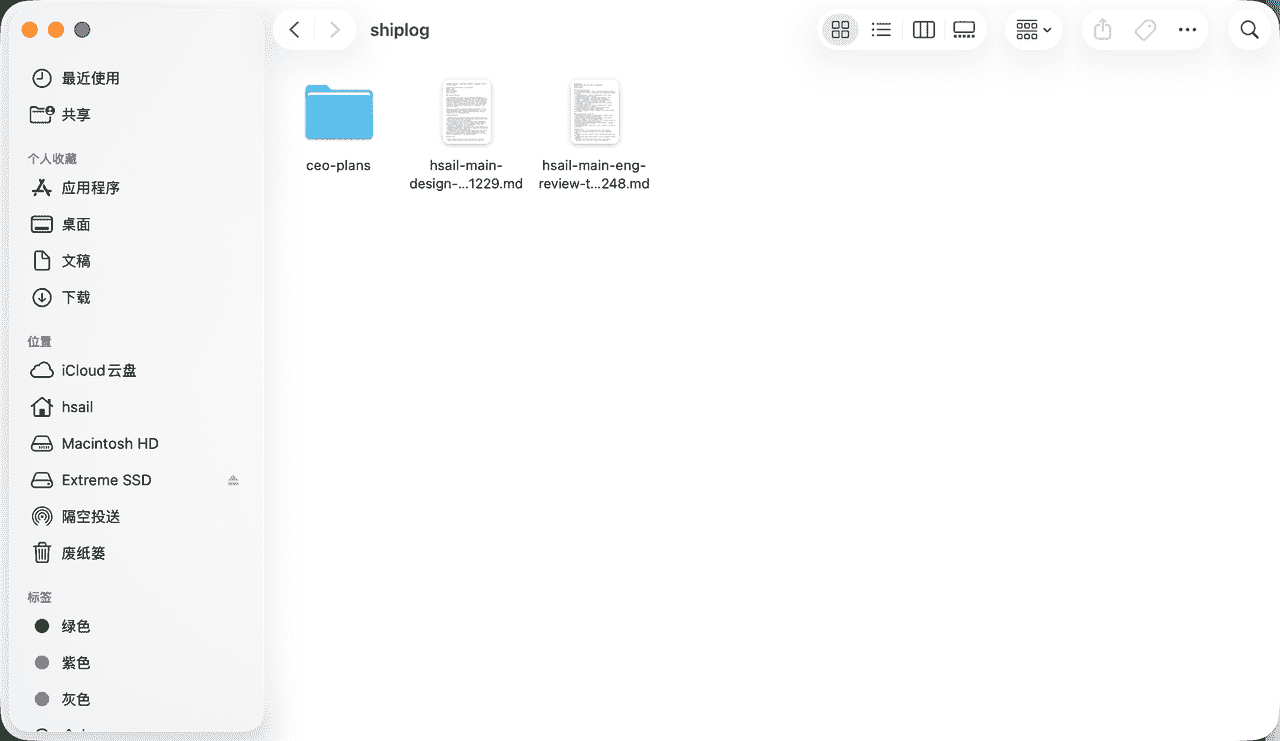 shiplog
最近使用
共享
个人收藏
应用程序
桌面
文稿
下载
位置
iCloud云盘
hsail
Macintosh HD
Extreme SSD
隔空投送
废纸篓
标签
绿色
紫色
灰色
ceo-plans
hsail-main-
design-...1229.md
hsail-main-eng-
review-t...248.md